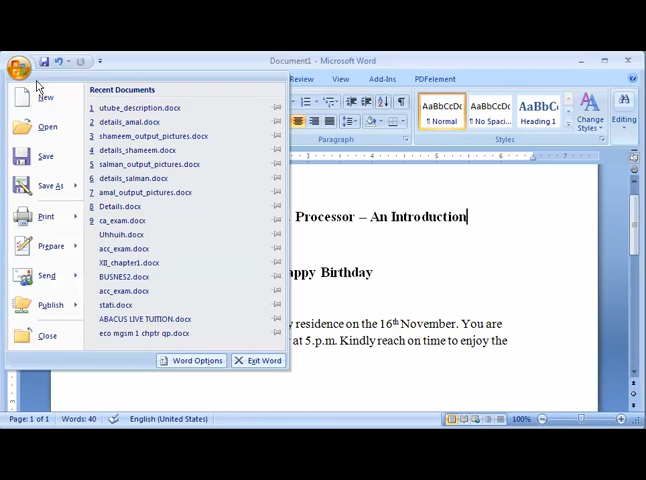 Document1 - Microsoft Word
Review View Add-Ins PDFelement
New
Open
Save
Save As
Print
Prepare
Send
Publish
Close
Recent Documents
1 utube_description.docx
2 details_amal.docx
3 shameem_output_pictures.docx
4 details_shameem.docx
5 salman_output_pictures.docx
6 details_salman.docx
7 amal_output_pictures.docx
8 Details.docx
9 ca_exam.docx
Uhhuih.docx
acc_exam.docx
XII_chapter1.docx
BUSNES2.docx
acc_exam.docx
stati.docx
ABACUS LIVE TUITION.docx
eco mgsm 1 chptr qp.docx
Word Options Exit Word
AaBbCcDc AaBbCcDc AaBbCc
¶ Normal ¶ No Spaci... Heading 1
Change Styles
Editing
Paragraph Styles
Processor – An Introduction
appy Birthday
y residence on the 16th November. You are
at 5.p.m. Kindly reach on time to enjoy the
Page: 1 of 1 Words: 40 English (United States) 100%